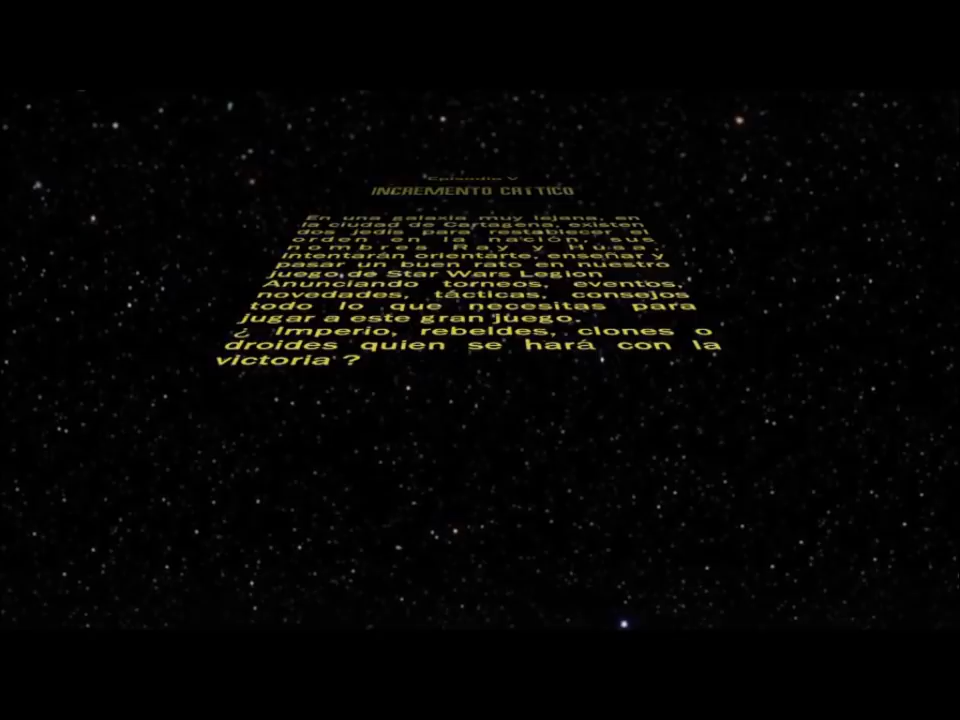 Episodio V
INCREMENTO CRÍTICO
En una galaxia muy lejana, en
la ciudad de Cartagena, existen
dos jedis para restablecer el
orden en la nación, sus
nombres Ray y Huss.
Intentarán orientarte, enseñar y
pasar un buen rato en nuestro
juego de Star Wars Legion
Anunciando torneos, eventos,
novedades, tácticas, consejos
todo lo que necesitas para
jugar a este gran juego.
¿ Imperio, rebeldes, clones o
droides quien se hará con la
victoria ?